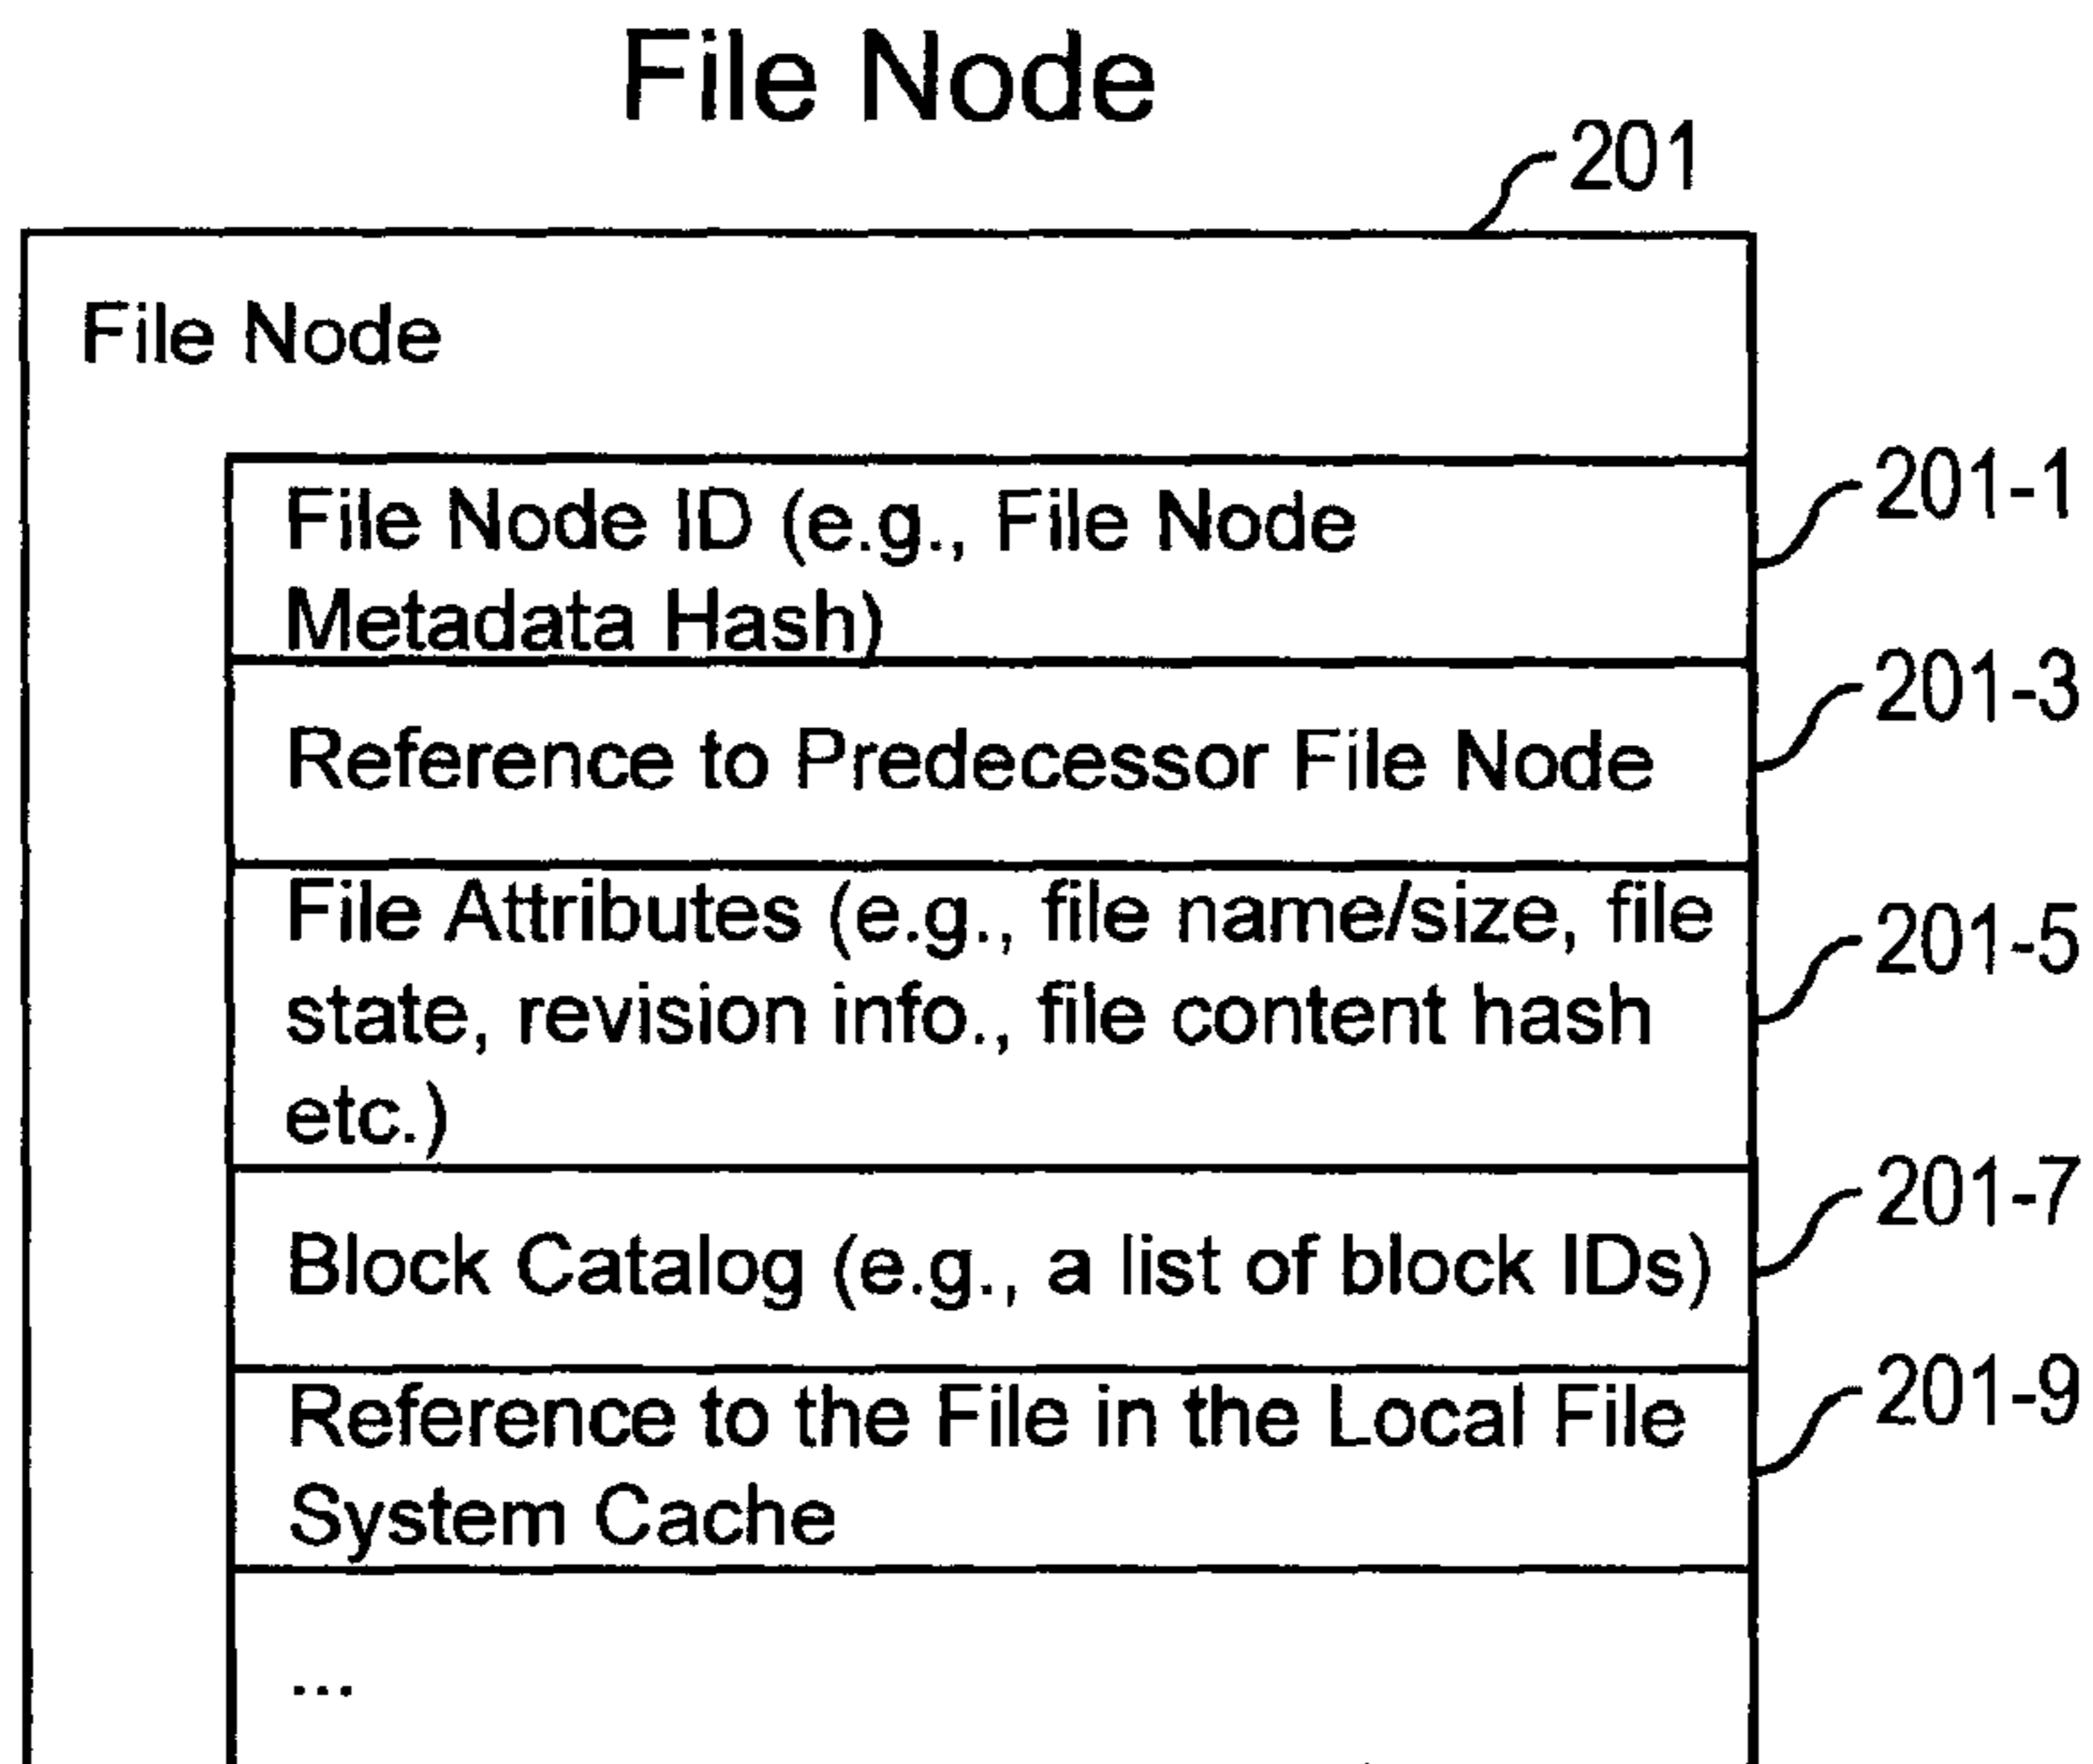 File Node
201
File Node
File Node ID (e.g., File Node
Metadata Hash)
201-1
Reference to Predecessor File Node
201-3
File Attributes (e.g., file name/size, file
state, revision info., file content hash
etc.)
201-5
Block Catalog (e.g., a list of block IDs)
201-7
Reference to the File in the Local File
System Cache
201-9
...